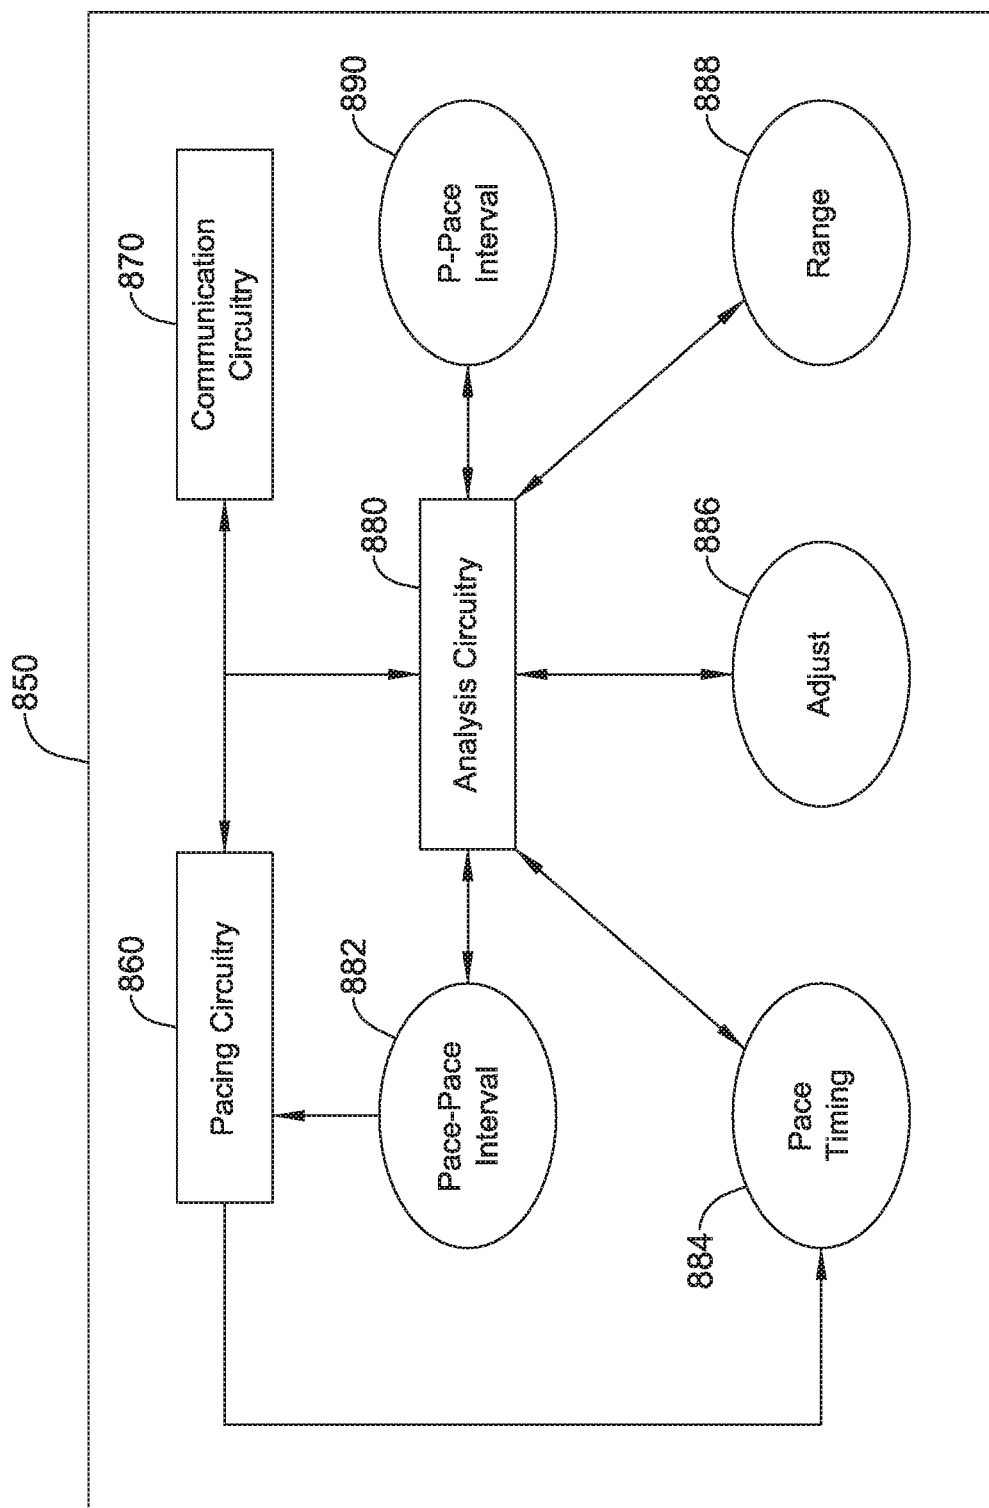 850
860
Pacing Circuitry
870
Communication
Circuitry
882
Pace-Pace
Interval
880
Analysis Circuitry
890
P-Pace
Interval
884
Pace
Timing
886
Adjust
888
Range